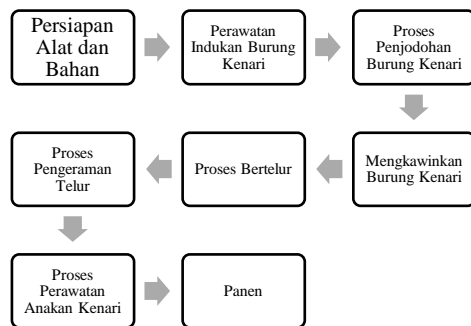 Persiapan
Alat dan
Bahan
Perawatan
Indukan Burung
Kenari
Proses
Penjodohan
Burung Kenari
Mengkawinkan
Burung Kenari
Proses Bertelur
Proses
Pengeraman
Telur
Proses
Perawatan
Anakan Kenari
Panen